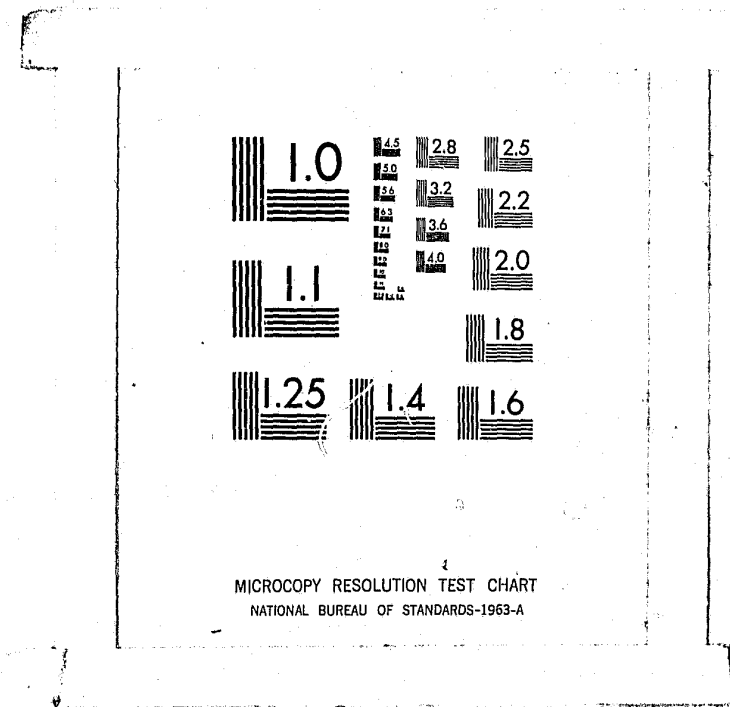 1.0
4.5 2.8 2.5
5.0
5.6 3.2 2.2
6.3
7.1 3.6
4.0 2.0
1.1
1.8
1.25 1.4 1.6
MICROCOPY RESOLUTION TEST CHART
NATIONAL BUREAU OF STANDARDS-1963-A